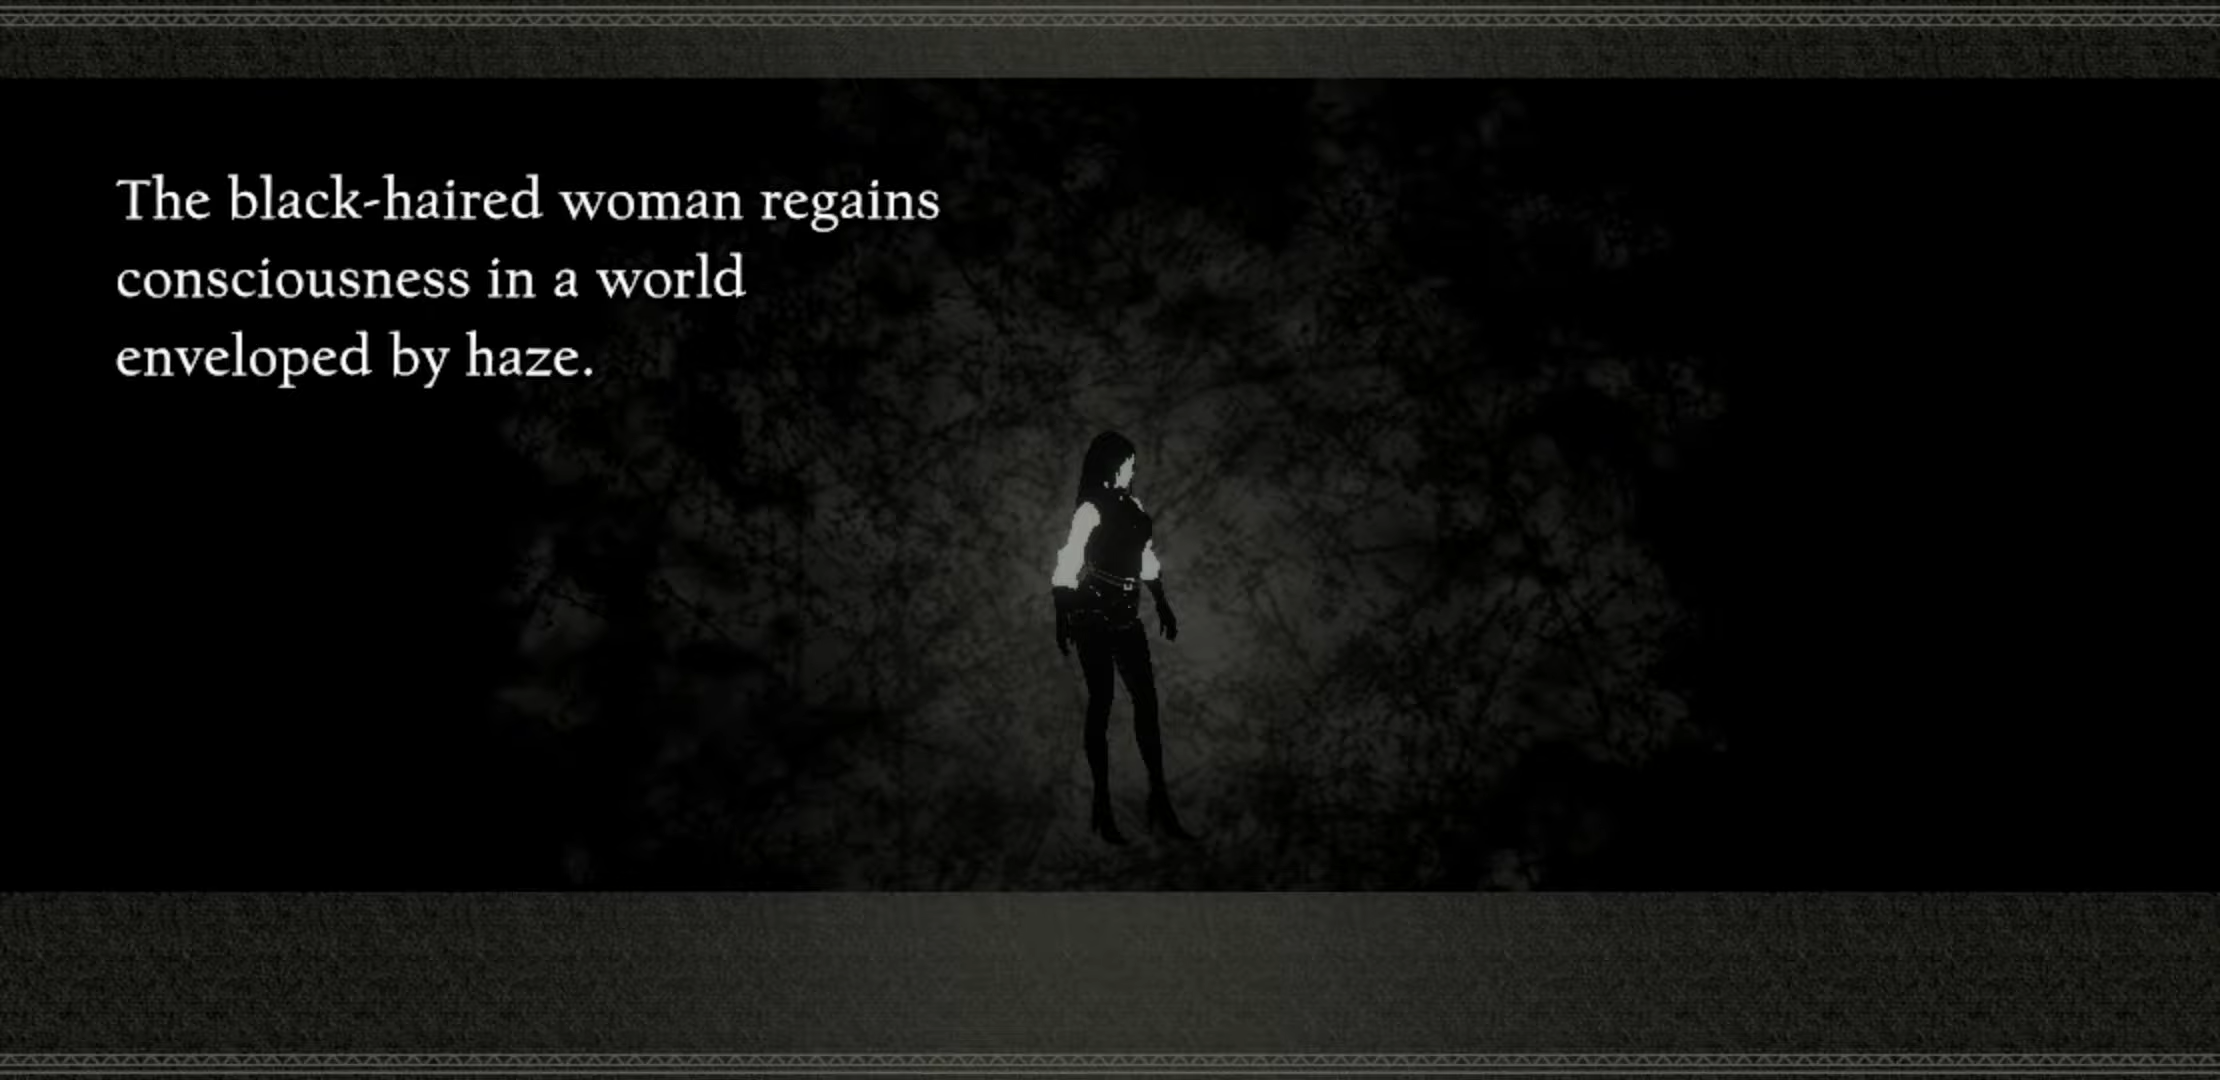 The black-haired woman regains
consciousness in a world
enveloped by haze.